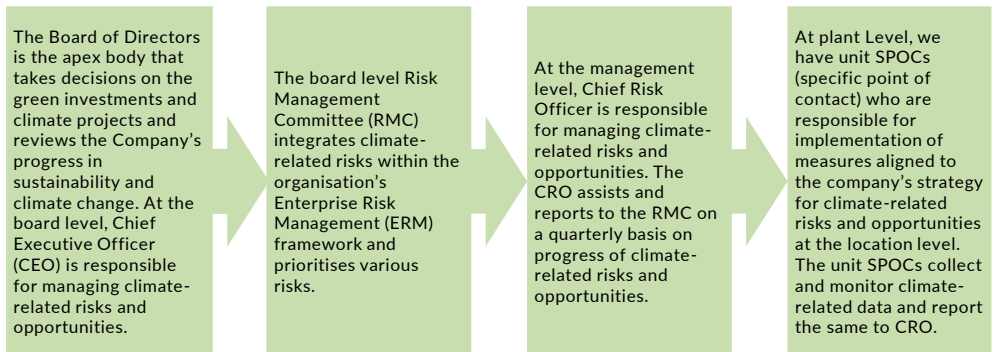 The Board of Directors
is the apex body that
takes decisions on the
green investments and
climate projects and
reviews the Company's
progress in
sustainability and
climate change. At the
board level, Chief
Executive Officer
(CEO) is responsible
for managing climate-
related risks and
opportunities.
The board level Risk
Management
Committee (RMC)
integrates climate-
related risks within the
organisation's
Enterprise Risk
Management (ERM)
framework and
prioritises various
risks.
At the management
level, Chief Risk
Officer is responsible
for managing climate-
related risks and
opportunities. The
CRO assists and
reports to the RMC on
a quarterly basis on
progress of climate-
related risks and
opportunities.
At plant Level, we
have unit SPOCs
(specific point of
contact) who are
responsible for
implementation of
measures aligned to
the company's strategy
for climate-related
risks and opportunities
at the location level.
The unit SPOCs collect
and monitor climate-
related data and report
the same to CRO.